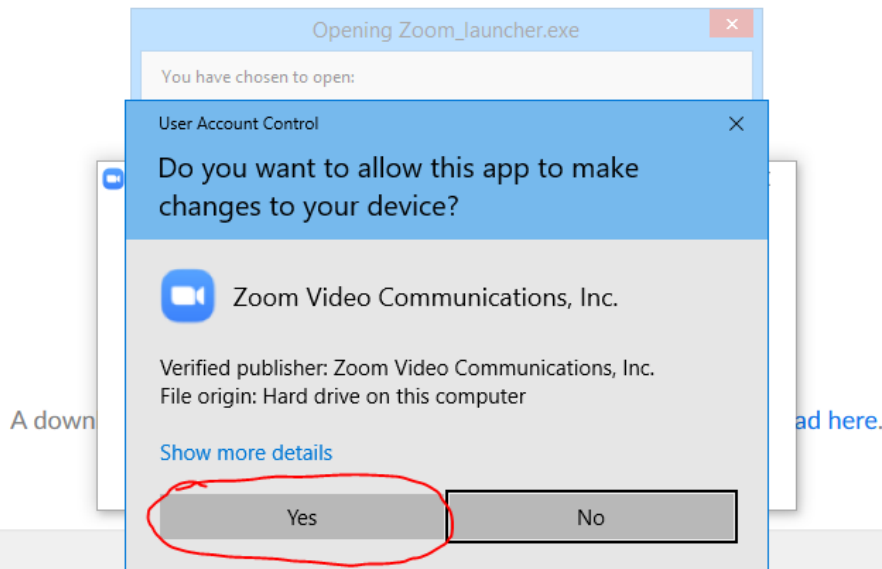 Opening Zoom_launcher.exe
You have chosen to open:
User Account Control
Do you want to allow this app to make
changes to your device?
Zoom Video Communications, Inc.
Verified publisher: Zoom Video Communications, Inc.
File origin: Hard drive on this computer
A down
ad here.
Show more details
Yes
No